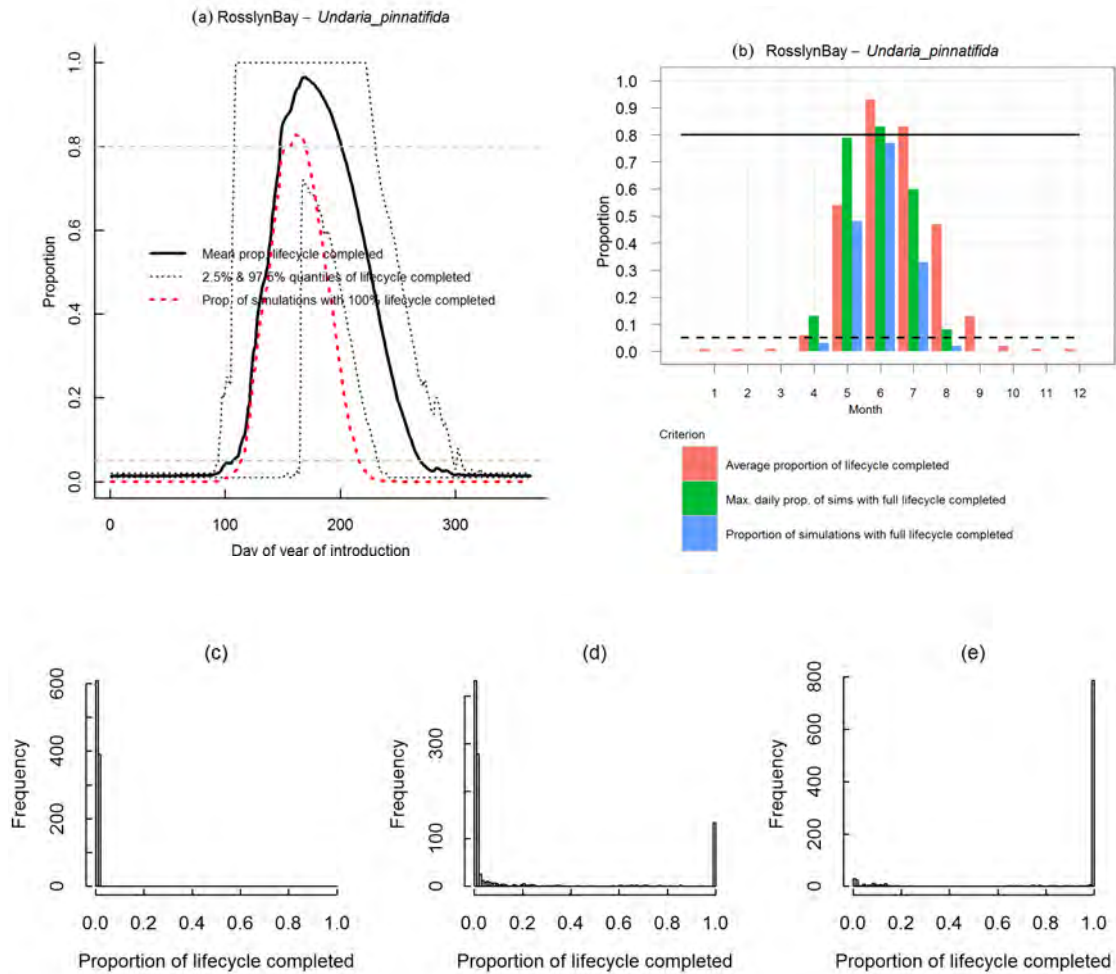 (a) RosslynBay – Undaria_pinnatifida
1.0
0.8
0.6
0.4
0.2
0.0
Proportion
Mean prop. lifecycle completed
2.5% & 97.5% quantiles of lifecycle completed
Prop. of simulations with 100% lifecycle completed
0 100 200 300
Day of year of introduction
(b) RosslynBay – Undaria_pinnatifida
1.0
0.9
0.8
0.7
0.6
0.5
0.4
0.3
0.2
0.1
0.0
Proportion
1 2 3 4 5 6 7 8 9 10 11 12
Month
Criterion
Average proportion of lifecycle completed
Max. daily prop. of sims with full lifecycle completed
Proportion of simulations with full lifecycle completed
(c)
600
400
200
0
Frequency
0.0 0.2 0.4 0.6 0.8 1.0
Proportion of lifecycle completed
(d)
300
100
0
Frequency
0.0 0.2 0.4 0.6 0.8 1.0
Proportion of lifecycle completed
(e)
800
600
400
200
0
Frequency
0.0 0.2 0.4 0.6 0.8 1.0
Proportion of lifecycle completed